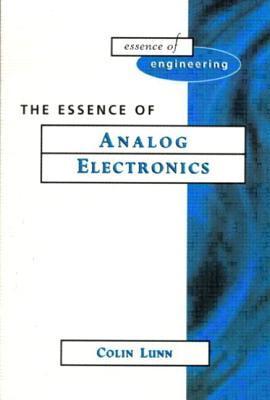 essence of
engineering
THE ESSENCE OF
ANALOG
ELECTRONICS
COLIN LUNN